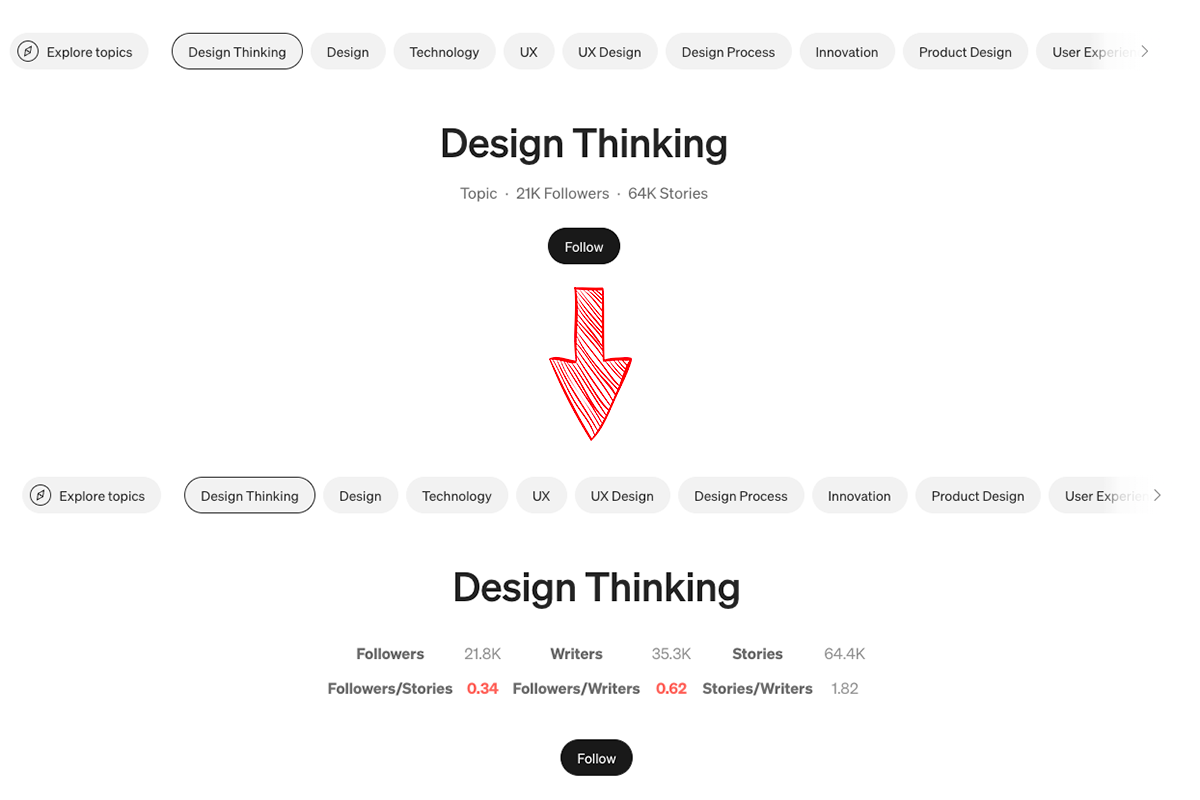 Explore topics Design Thinking Design Technology UX UX Design Design Process Innovation Product Design User Experien
Design Thinking
Topic · 21K Followers · 64K Stories
Follow
Explore topics Design Thinking Design Technology UX UX Design Design Process Innovation Product Design User Experien
Design Thinking
Followers 21.8K Writers 35.3K Stories 64.4K
Followers/Stories 0.34 Followers/Writers 0.62 Stories/Writers 1.82
Follow